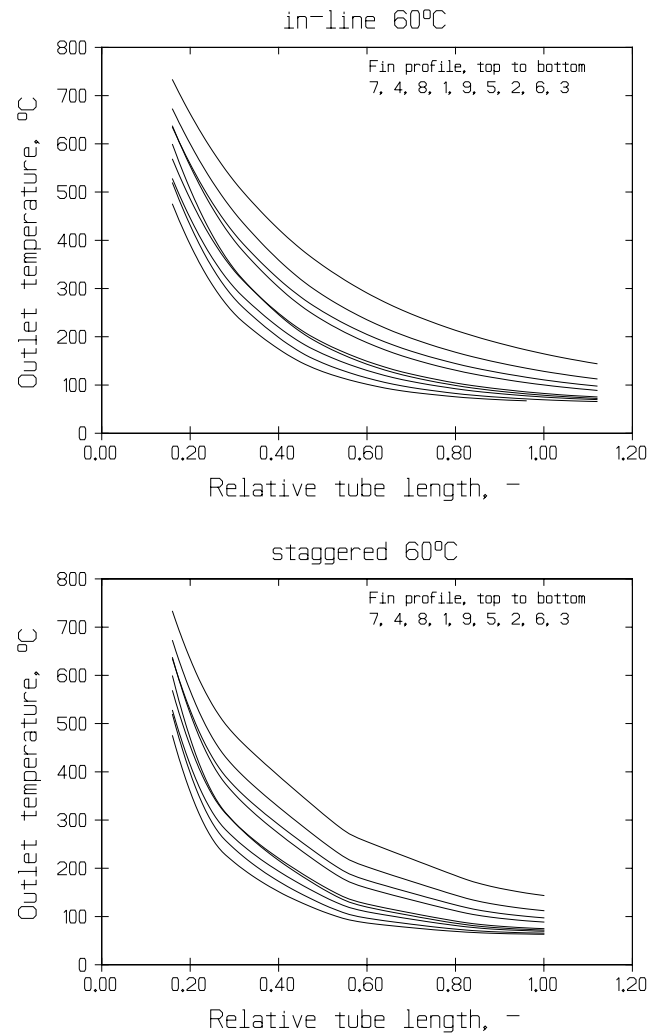 in-line 60°C
800
700
600
500
400
300
200
100
0
Outlet temperature, °C
Fin profile, top to bottom
7, 4, 8, 1, 9, 5, 2, 6, 3
0.00 0.20 0.40 0.60 0.80 1.00 1.20
Relative tube length, -
staggered 60°C
800
700
600
500
400
300
200
100
0
Outlet temperature, °C
Fin profile, top to bottom
7, 4, 8, 1, 9, 5, 2, 6, 3
0.00 0.20 0.40 0.60 0.80 1.00 1.20
Relative tube length, -